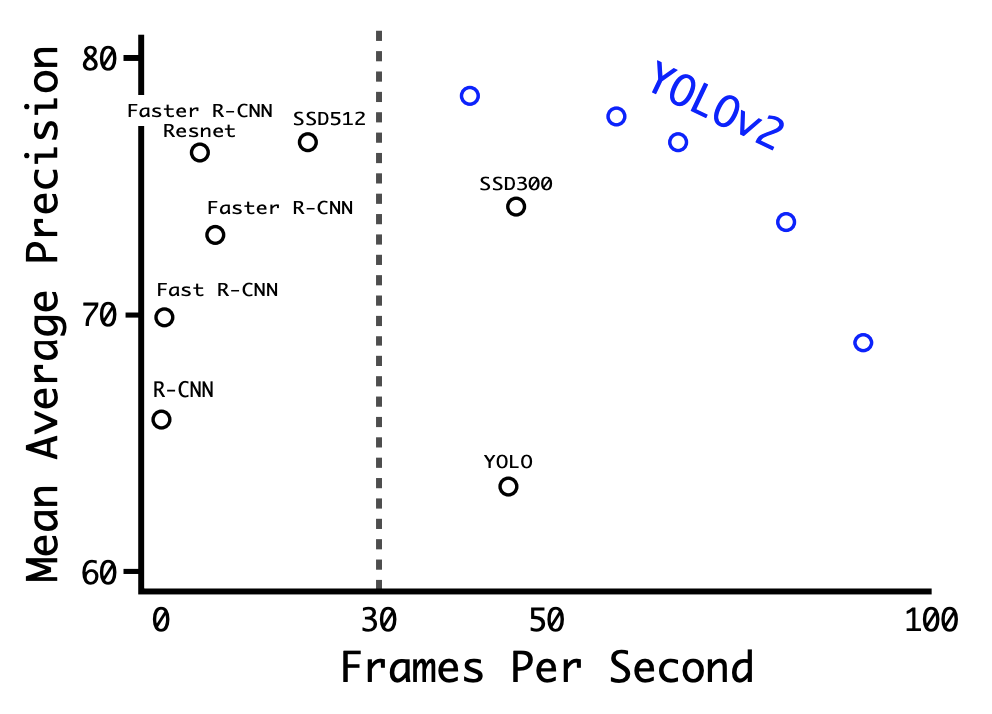 80
Faster R-CNN
Resnet
SSD512
YOLOv2
SSD300
Faster R-CNN
Fast R-CNN
70
R-CNN
YOLO
60
Mean Average Precision
0
30
50
100
Frames Per Second